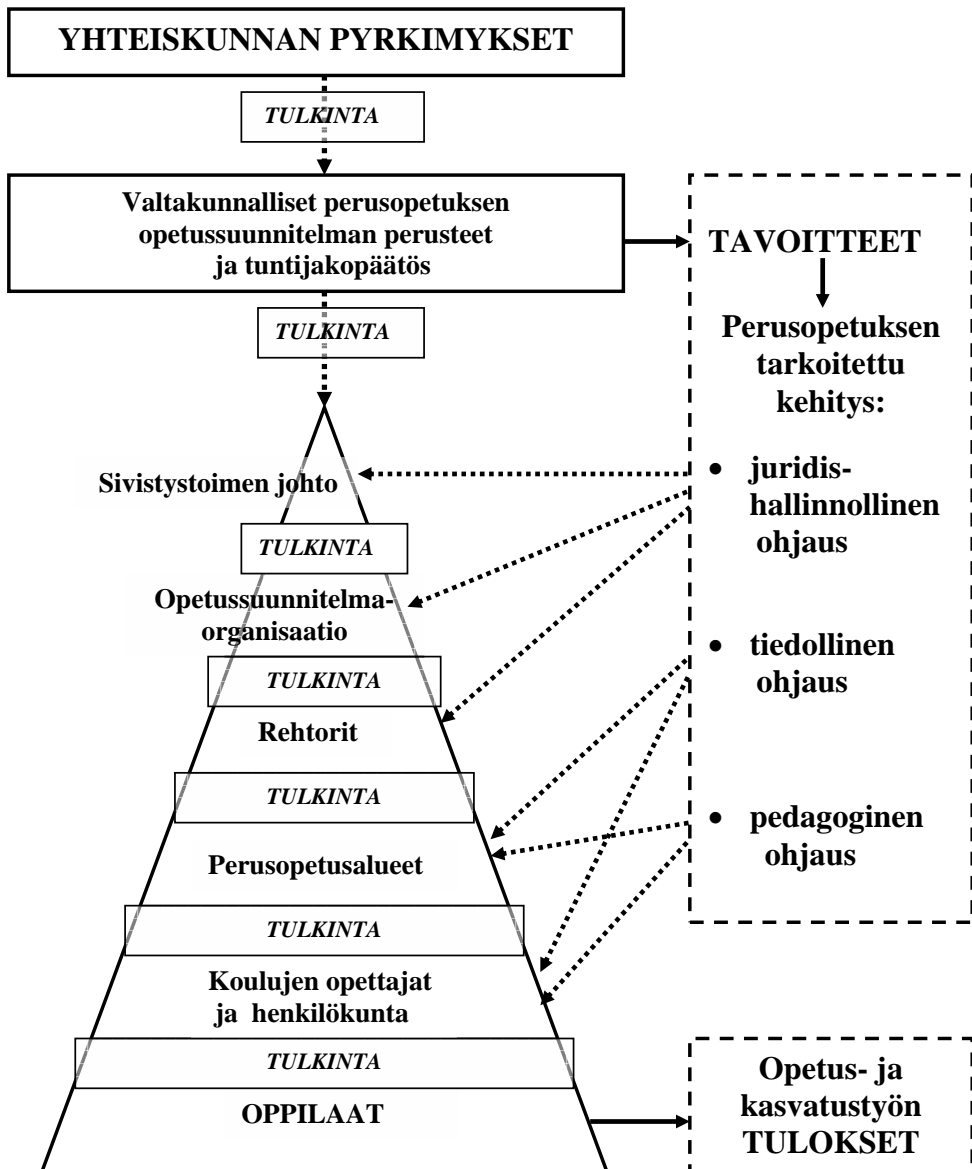 YHTEISKUNNAN PYRKIMYKSET
TULKINTA
Valtakunnalliset perusopetuksen
opetussuunnitelman perusteet
ja tuntijakopäätös
TULKINTA
Sivistystoimen johto
TULKINTA
Opetussuunnitelma-
organisaatio
TULKINTA
Rehtorit
TULKINTA
Perusopetusalueet
TULKINTA
Koulujen opettajat
ja henkilökunta
TULKINTA
OPPILAAT
TAVOITTEET
Perusopetuksen
tarkoitettu
kehitys:
• juridis-
hallinnollinen
ohjaus
• tiedollinen
ohjaus
• pedagoginen
ohjaus
Opetus- ja
kasvatustyön
TULOKSET